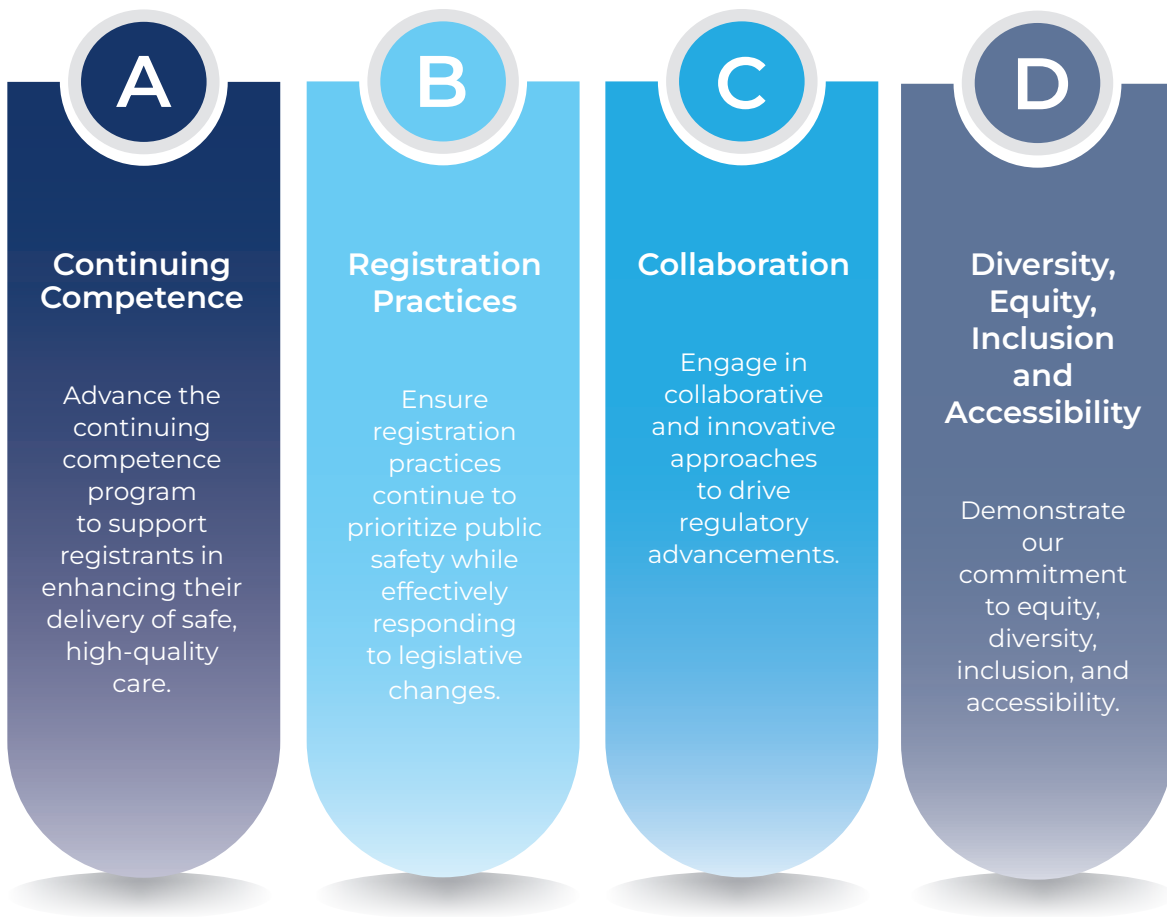 A
Continuing
Competence
Advance the
continuing
competence
program
to support
registrants in
enhancing their
delivery of safe,
high-quality
care.
B
Registration
Practices
Ensure
registration
practices
continue to
prioritize public
safety while
effectively
responding
to legislative
changes.
C
Collaboration
Engage in
collaborative
and innovative
approaches
to drive
regulatory
advancements.
D
Diversity,
Equity,
Inclusion
and
Accessibility
Demonstrate
our
commitment
to equity,
diversity,
inclusion, and
accessibility.